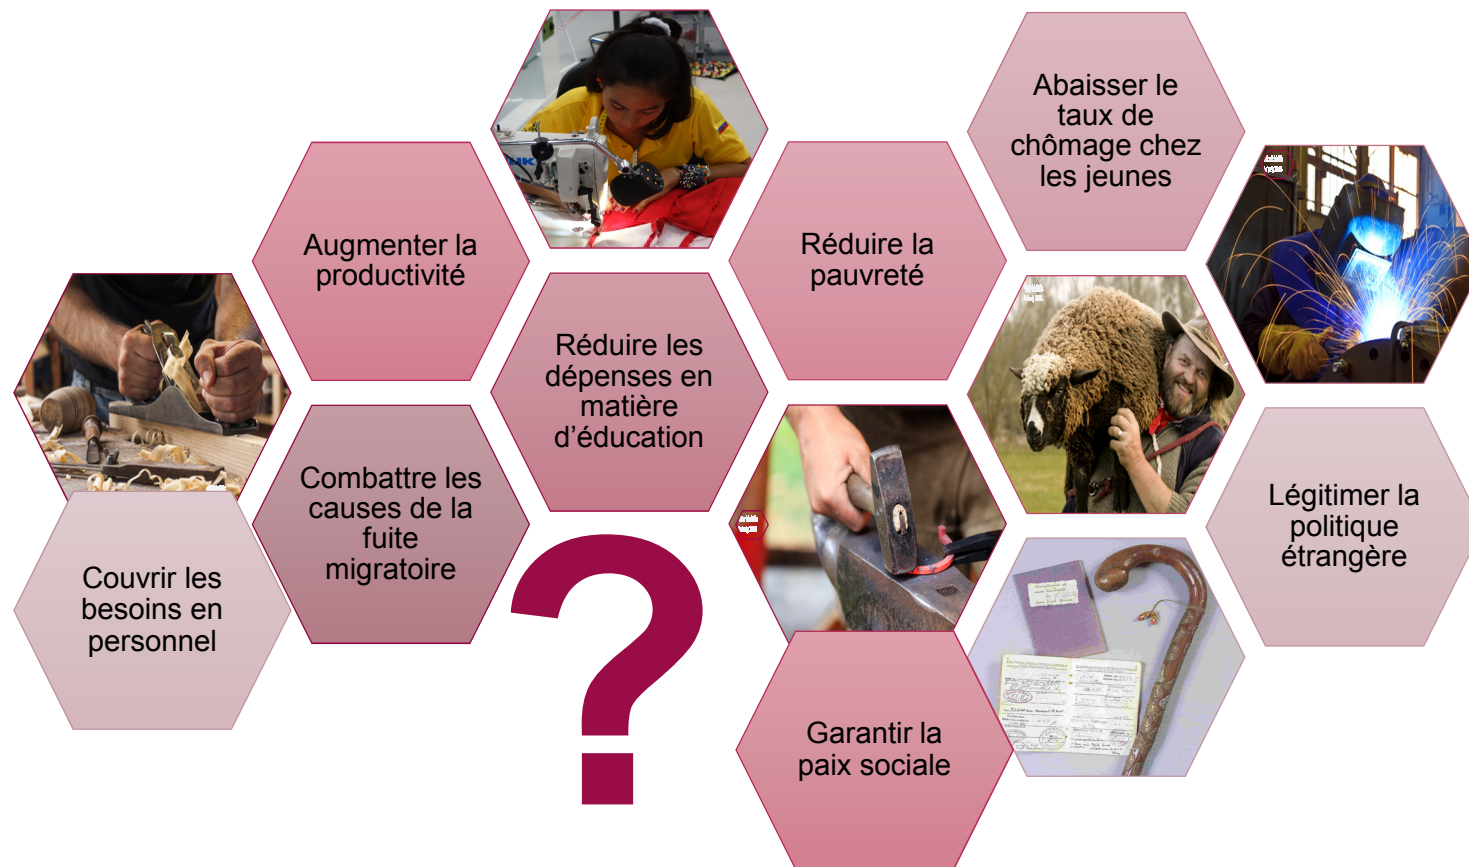 Abaisser le
taux de
chômage chez
les jeunes
Augmenter la
productivité
Réduire la
pauvreté
Réduire les
dépenses en
matière
d’éducation
Combattre les
causes de la
fuite
migratoire
Légitimer la
politique
étrangère
Couvrir les
besoins en
personnel
?
Garantir la
paix sociale